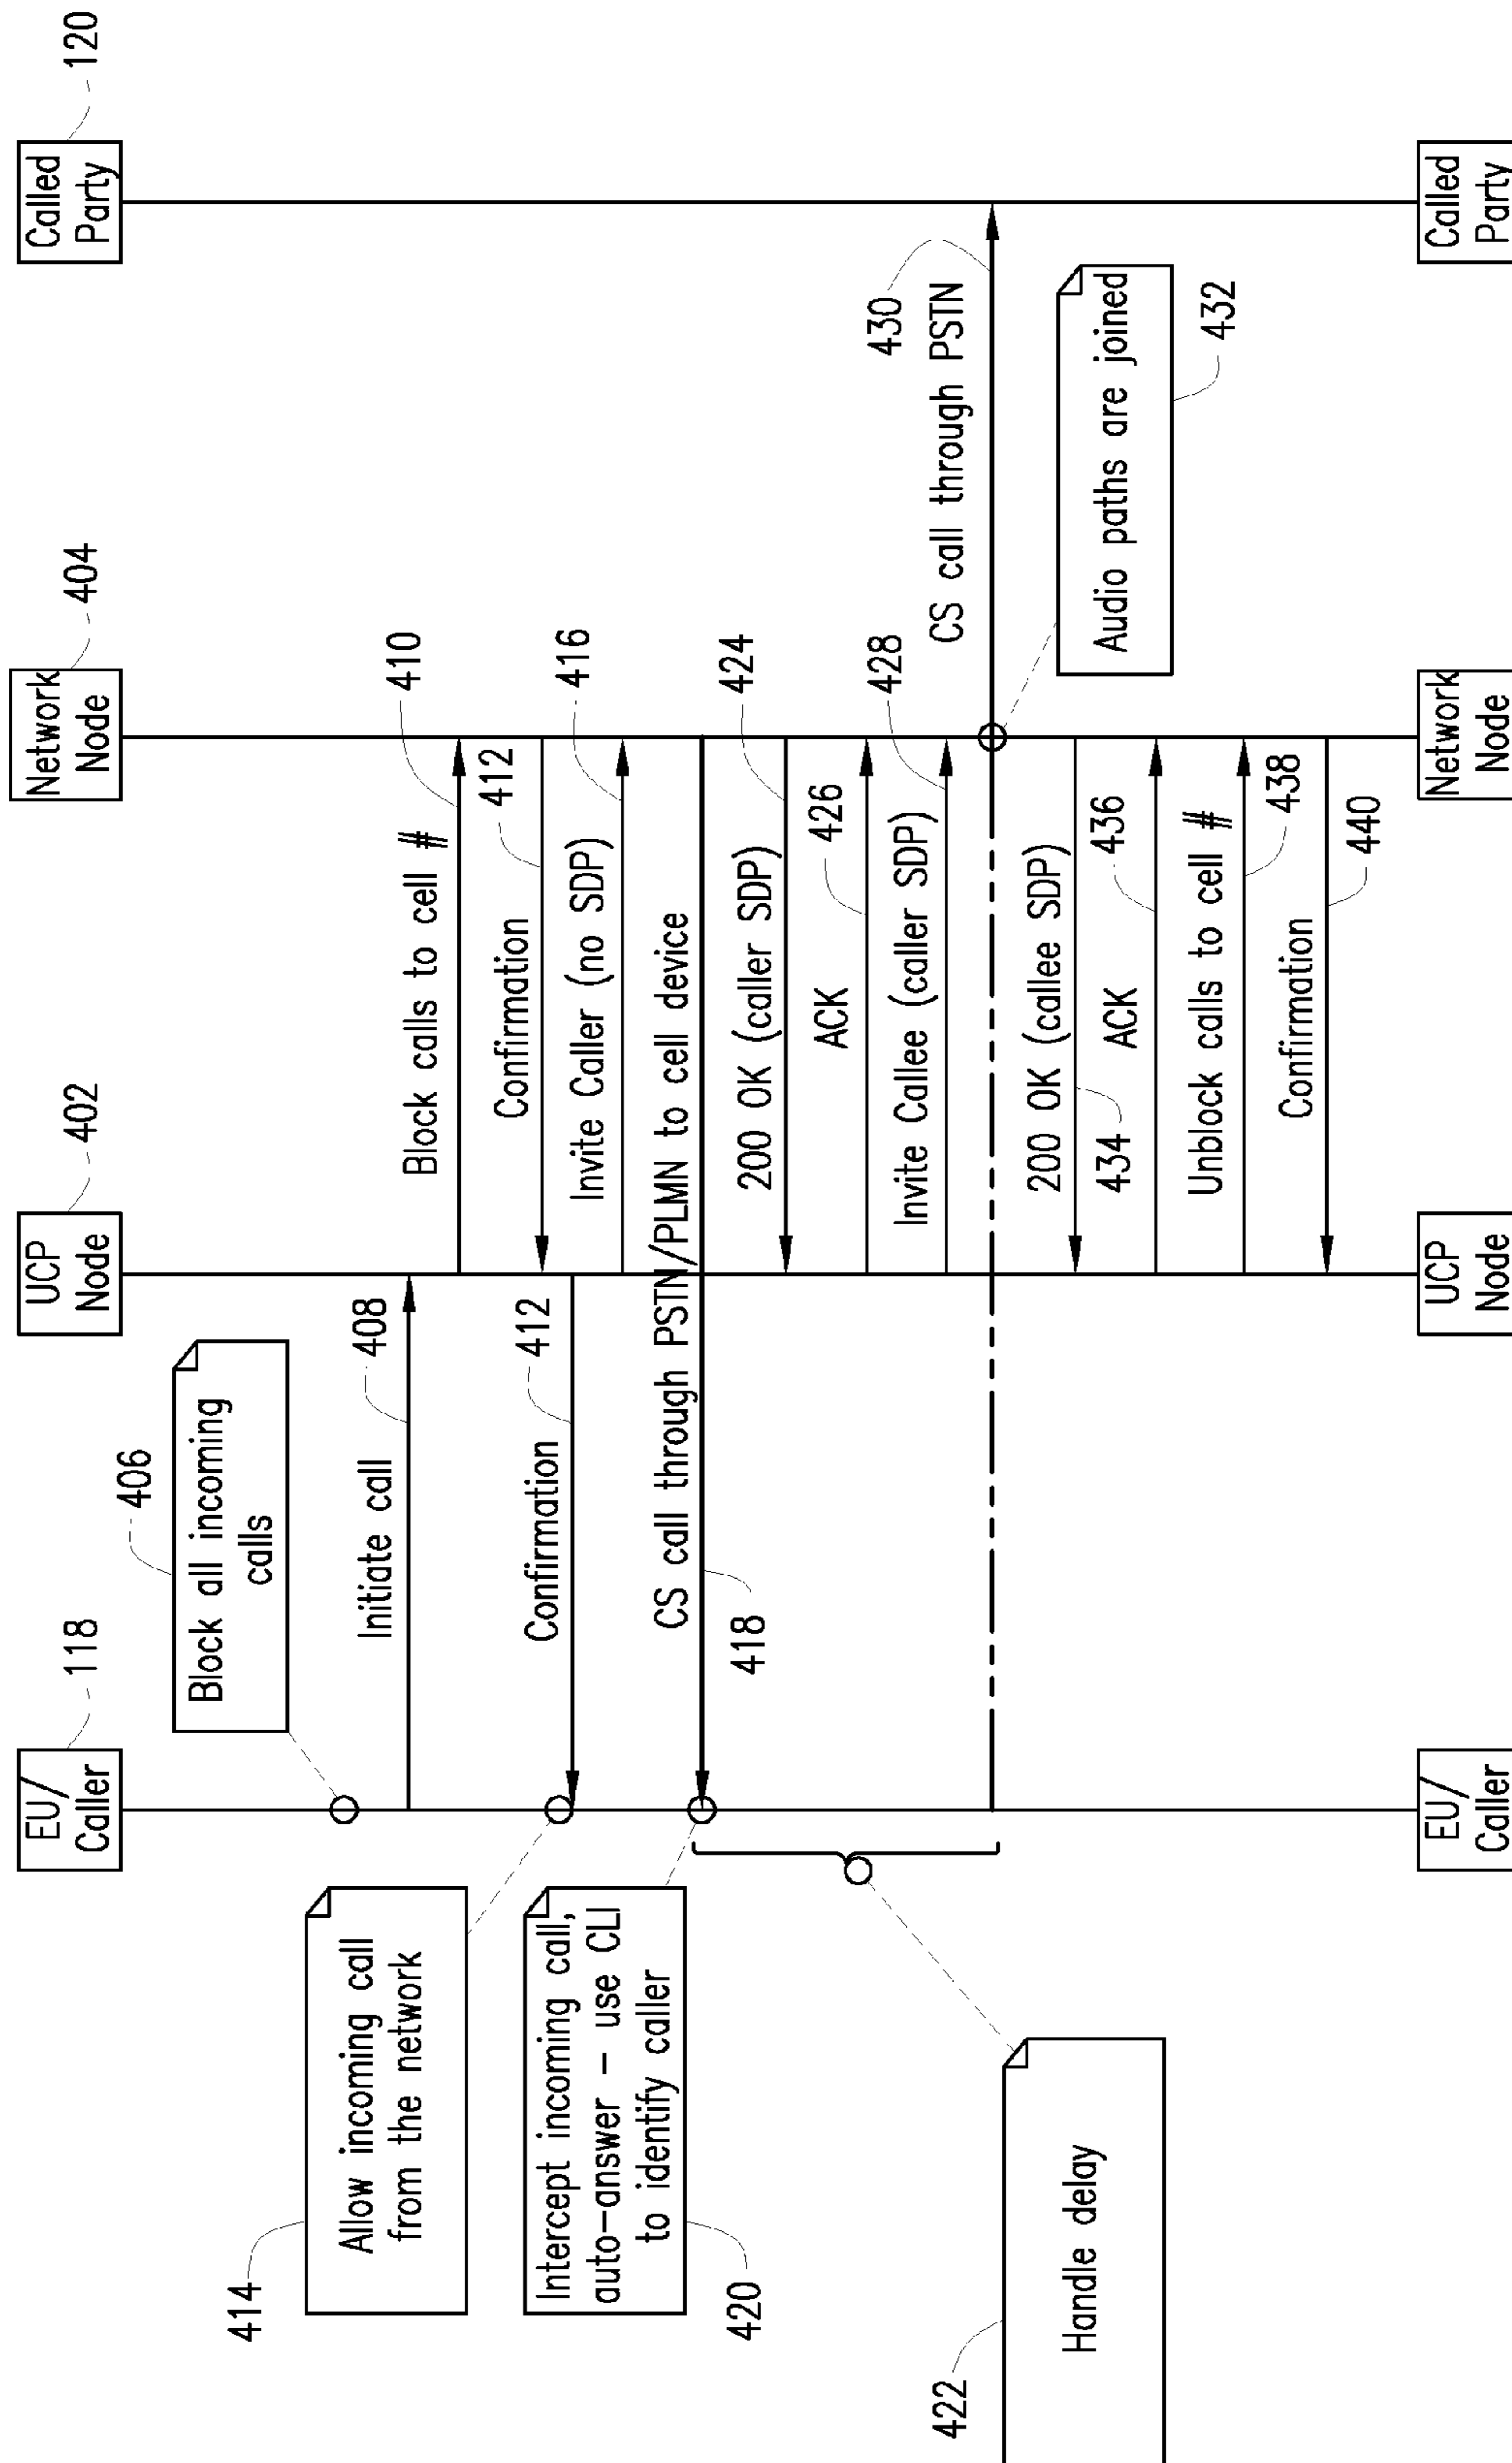 EU/
Caller
118
UCP
Node
402
Network
Node
404
Called
Party
120
406
Block all incoming
calls
Initiate call
408
Block calls to cell #
410
Confirmation
412
414
Allow incoming call
from the network
Confirmation
412
Invite Caller (no SDP)
416
CS call through PSTN/PLMN to cell device
418
Intercept incoming call,
auto-answer - use CLI
to identify caller
420
200 OK (caller SDP)
424
ACK
426
Invite Callee (caller SDP)
428
CS call through PSTN
430
422
Handle delay
Audio paths are joined
432
200 OK (callee SDP)
434
ACK
436
Unblock calls to cell #
438
Confirmation
440
EU/
Caller
UCP
Node
Network
Node
Called
Party